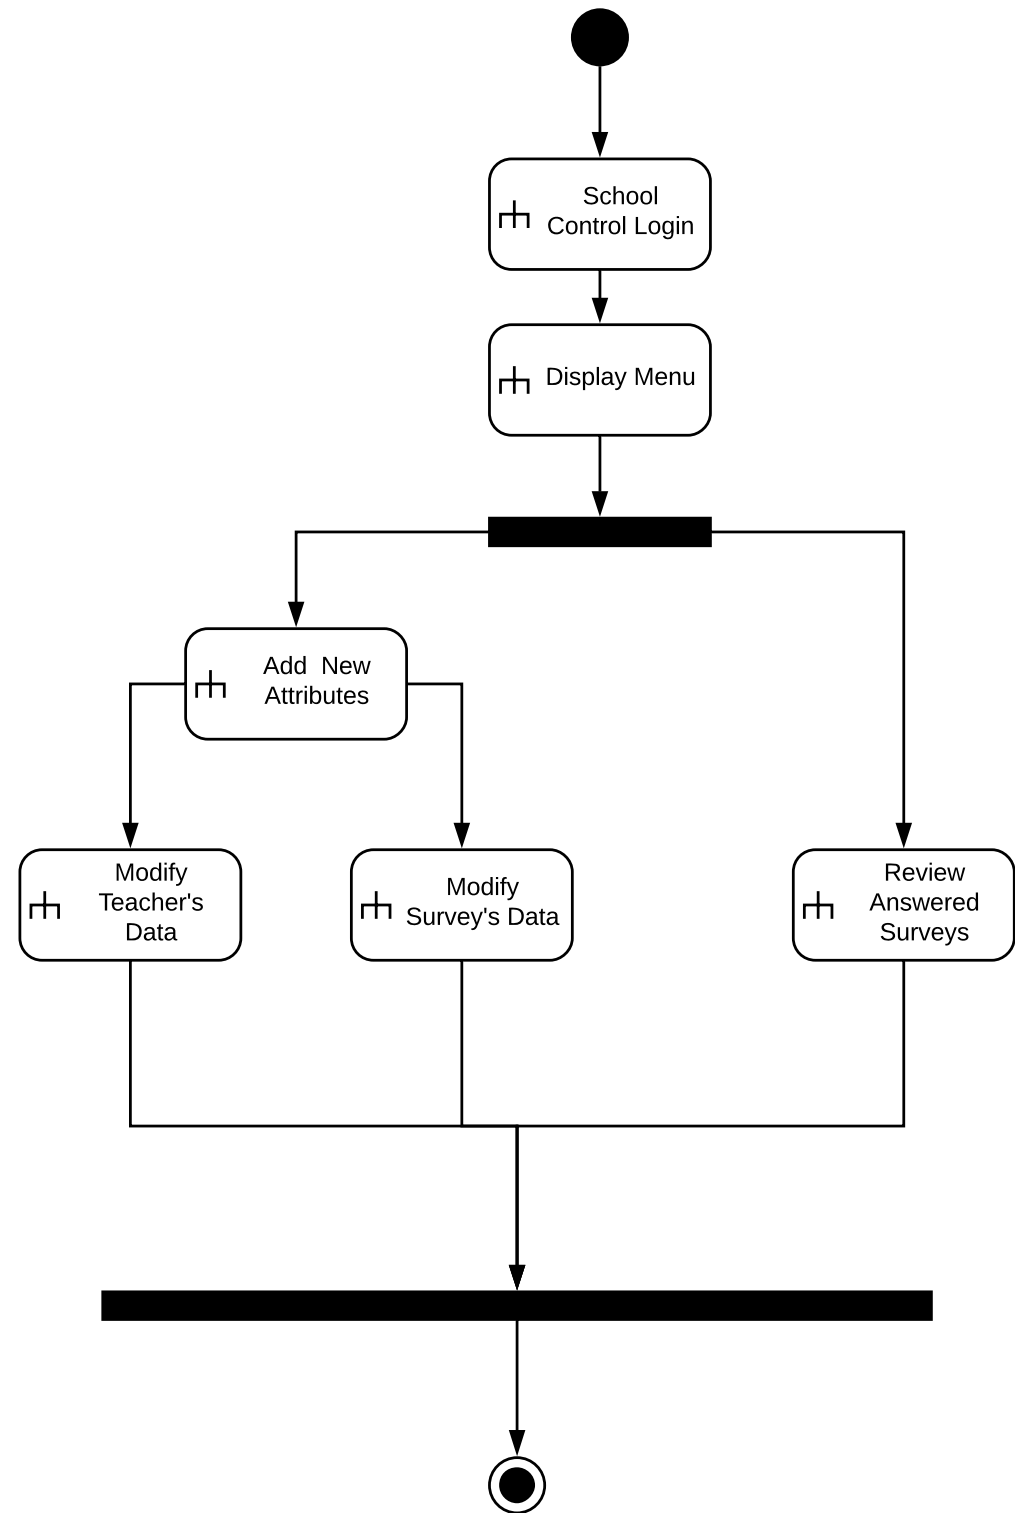 School
Control Login
Display Menu
Add  New
Attributes
Modify
Teacher's
Data
Modify
Survey's Data
Review
Answered
Surveys